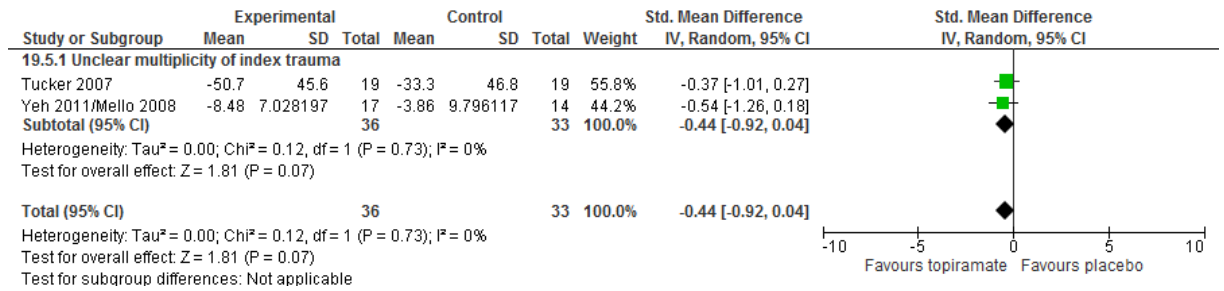 Experimental Control Std. Mean Difference Std. Mean Difference
Study or Subgroup Mean SD Total Mean SD Total Weight IV, Random, 95% CI IV, Random, 95% CI
19.5.1 Unclear multiplicity of index trauma
Tucker 2007 -50.7 45.6 19 -33.3 46.8 19 55.8% -0.37 [-1.01, 0.27]
Yeh 2011/Mello 2008 -8.48 7.028197 17 -3.86 9.796117 14 44.2% -0.54 [-1.26, 0.18]
Subtotal (95% CI) 36 33 100.0% -0.44 [-0.92, 0.04]
Heterogeneity: Tau² = 0.00; Chi² = 0.12, df = 1 (P = 0.73); I² = 0%
Test for overall effect: Z = 1.81 (P = 0.07)
Total (95% CI) 36 33 100.0% -0.44 [-0.92, 0.04]
Heterogeneity: Tau² = 0.00; Chi² = 0.12, df = 1 (P = 0.73); I² = 0%
Test for overall effect: Z = 1.81 (P = 0.07)
Test for subgroup differences: Not applicable
-10 -5 0 5 10
Favours topiramate Favours placebo